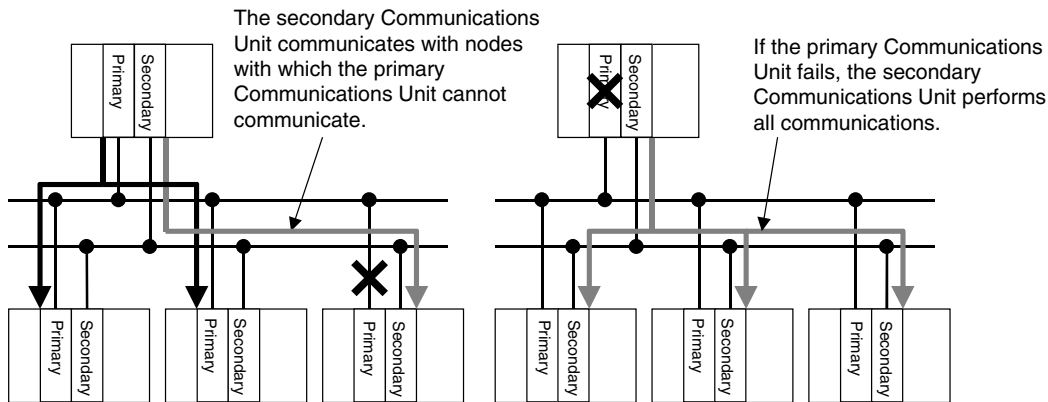 The secondary Communications
Unit communicates with nodes
with which the primary
Communications Unit cannot
communicate.
Primary
Secondary
Primary
Secondary
If the primary Communications
Unit fails, the secondary
Communications Unit performs
all communications.
Primary
Secondary
Primary
Secondary
Primary
Secondary
Primary
Secondary
Primary
Secondary
Primary
Secondary